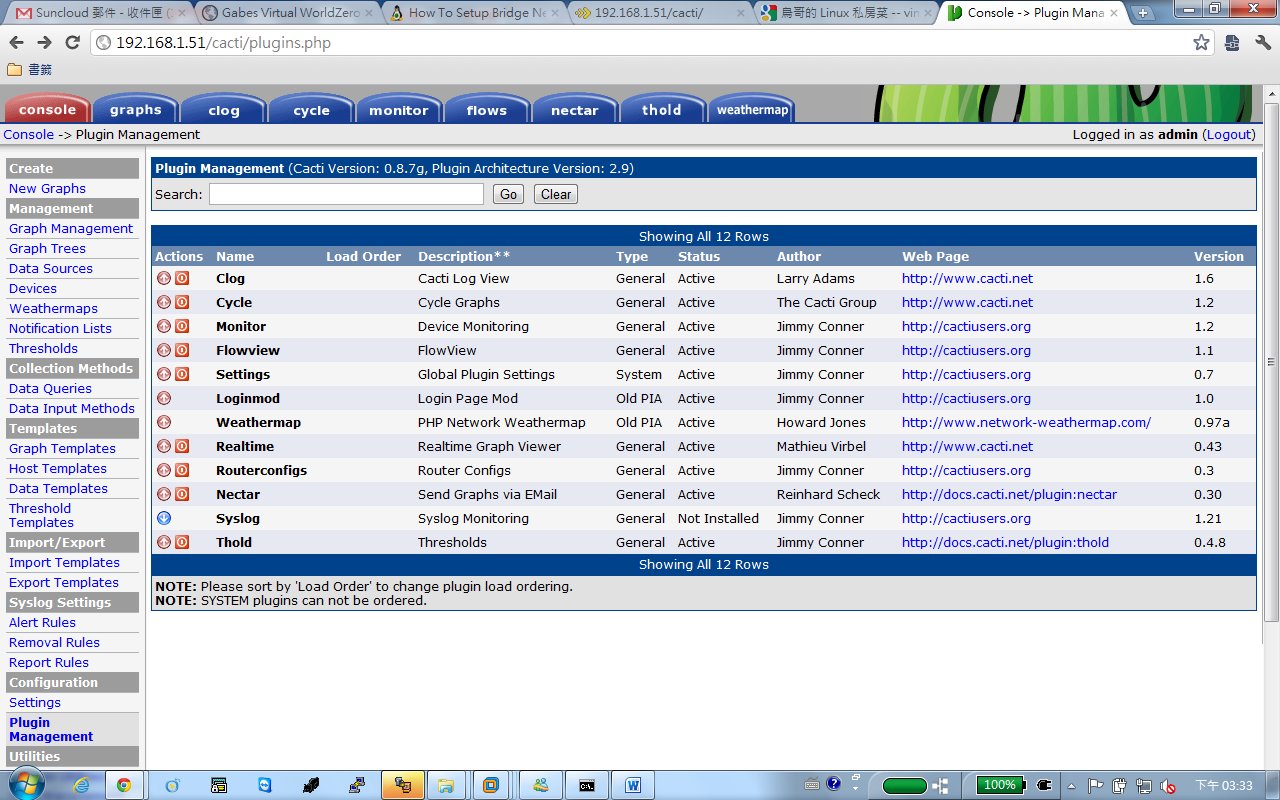 Suncloud 郵件 - 收件匣 (
Gabes Virtual WorldZero
How To Setup Bridge Ne
192.168.1.51/cacti/
鳥哥的 Linux 私房菜 -- vin
Console -> Plugin Mana
192.168.1.51/cacti/plugins.php
書籤
console graphs clog cycle monitor flows nectar thold weathermap
Console -> Plugin Management
Logged in as admin (Logout)
Create
New Graphs
Management
Graph Management
Graph Trees
Data Sources
Devices
Weathermaps
Notification Lists
Thresholds
Collection Methods
Data Queries
Data Input Methods
Templates
Graph Templates
Host Templates
Data Templates
Threshold
Templates
Import/Export
Import Templates
Export Templates
Syslog Settings
Alert Rules
Removal Rules
Report Rules
Configuration
Settings
Plugin
Management
Utilities
Plugin Management (Cacti Version: 0.8.7g, Plugin Architecture Version: 2.9)
Search: Go Clear
Showing All 12 Rows
Actions Name Load Order Description** Type Status Author Web Page Version
Clog Cacti Log View General Active Larry Adams http://www.cacti.net 1.6
Cycle Cycle Graphs General Active The Cacti Group http://www.cacti.net 1.2
Monitor Device Monitoring General Active Jimmy Conner http://cactiusers.org 1.2
Flowview FlowView General Active Jimmy Conner http://cactiusers.org 1.1
Settings Global Plugin Settings System Active Jimmy Conner http://cactiusers.org 0.7
Loginmod Login Page Mod Old PIA Active Jimmy Conner http://cactiusers.org 1.0
Weathermap PHP Network Weathermap Old PIA Active Howard Jones http://www.network-weathermap.com/ 0.97a
Realtime Realtime Graph Viewer General Active Mathieu Virbel http://www.cacti.net 0.43
Routerconfigs Router Configs General Active Jimmy Conner http://cactiusers.org 0.3
Nectar Send Graphs via EMail General Active Reinhard Scheck http://docs.cacti.net/plugin:nectar 0.30
Syslog Syslog Monitoring General Not Installed Jimmy Conner http://cactiusers.org 1.21
Thold Thresholds General Active Jimmy Conner http://docs.cacti.net/plugin:thold 0.4.8
Showing All 12 Rows
NOTE: Please sort by 'Load Order' to change plugin load ordering.
NOTE: SYSTEM plugins can not be ordered.
100%
下午 03:33